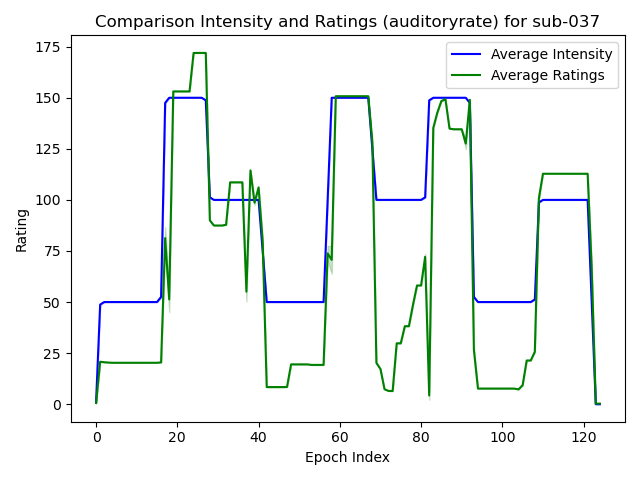 Comparison Intensity and Ratings (auditoryrate) for sub-037
Average Intensity
Average Ratings
Rating
175
150
125
100
75
50
25
0
0 20 40 60 80 100 120
Epoch Index